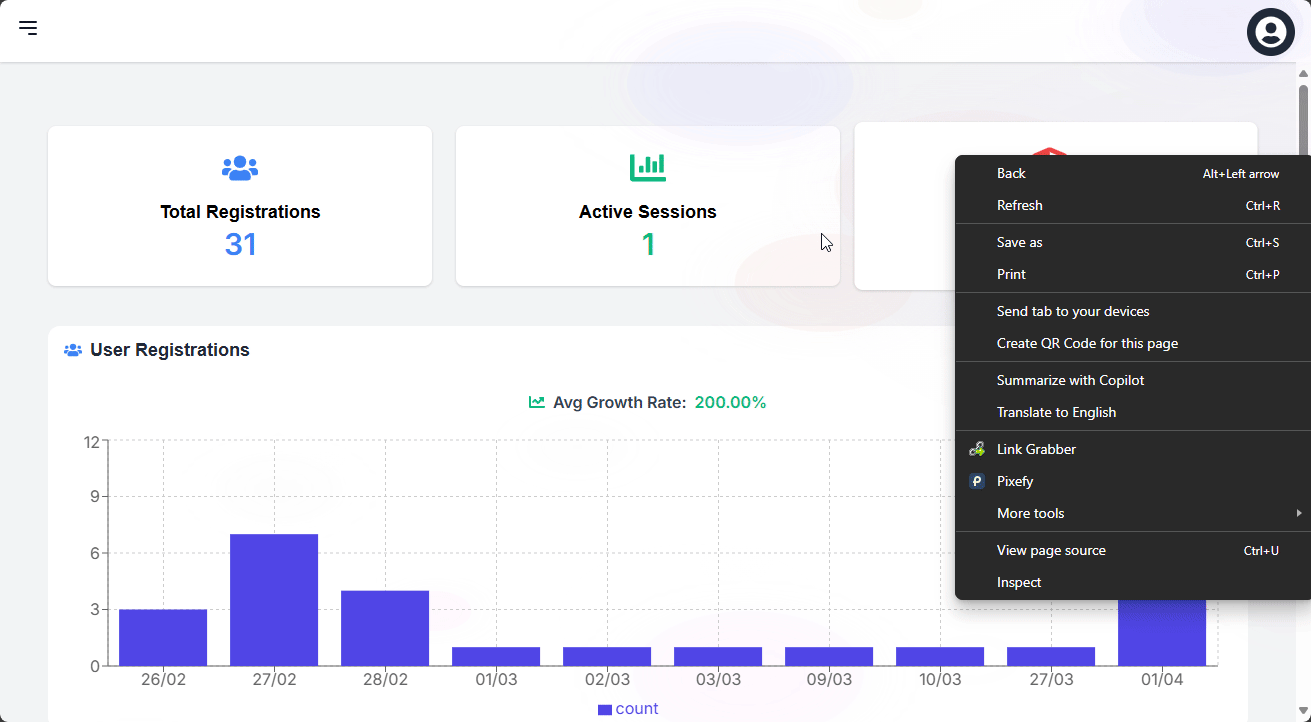 Total Registrations
31
Active Sessions
1
User Registrations
Avg Growth Rate: 200.00%
12
9
6
3
0
26/02 27/02 28/02 01/03 02/03 03/03 09/03 10/03 27/03 01/04
count
Back Alt+Left arrow
Refresh Ctrl+R
Save as Ctrl+S
Print Ctrl+P
Send tab to your devices
Create QR Code for this page
Summarize with Copilot
Translate to English
Link Grabber
Pixefy
More tools
View page source Ctrl+U
Inspect